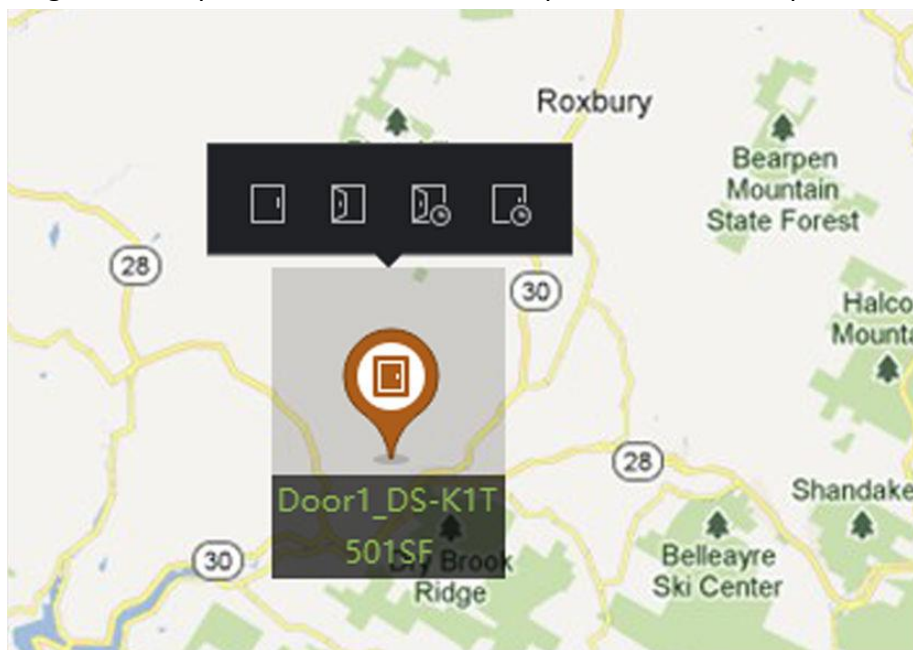 Roxbury
Bearpen
Mountain
State Forest
28
30
Halco
Mounta
28
Door1_DS-K1T
501SF
Shandake
30
Dry Brook
Ridge
Belleayre
Ski Center